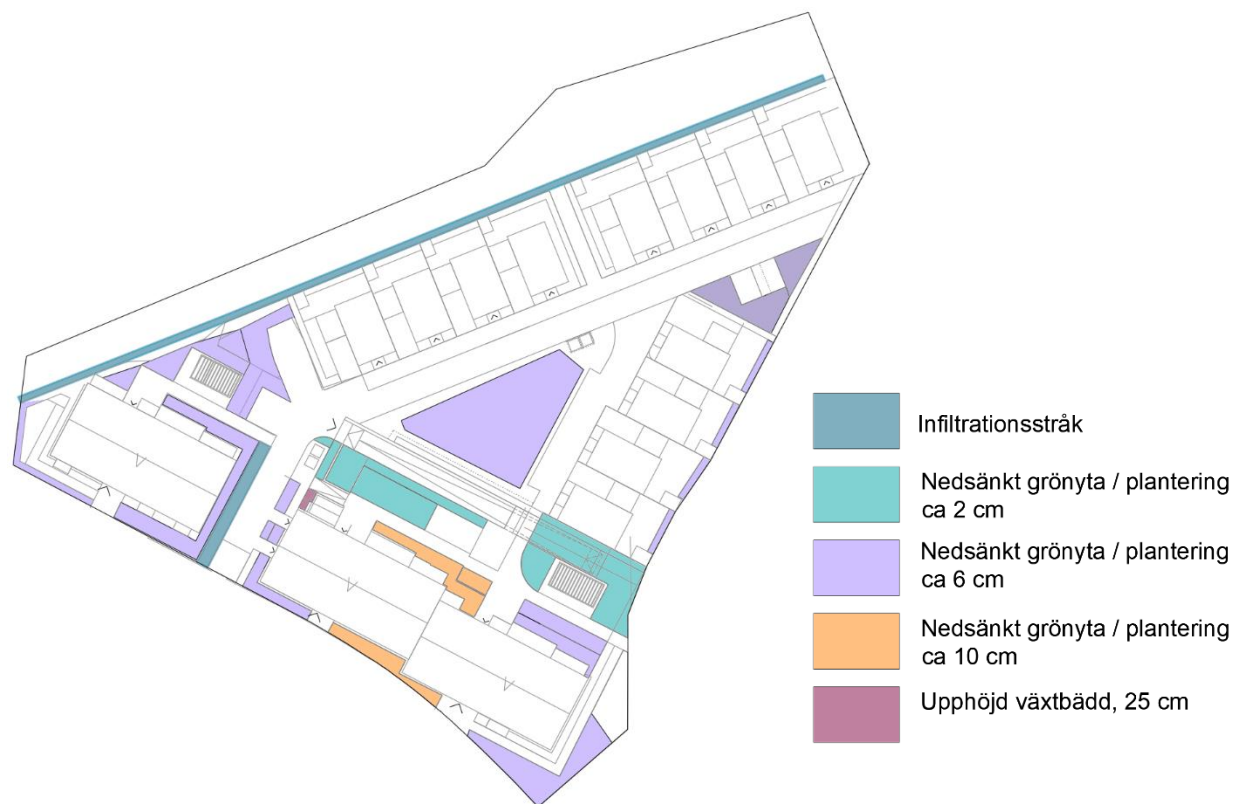 Infiltrationsstråk
Nedsänkt grönyta / plantering
ca 2 cm
Nedsänkt grönyta / plantering
ca 6 cm
Nedsänkt grönyta / plantering
ca 10 cm
Upphöjd växtbädd, 25 cm